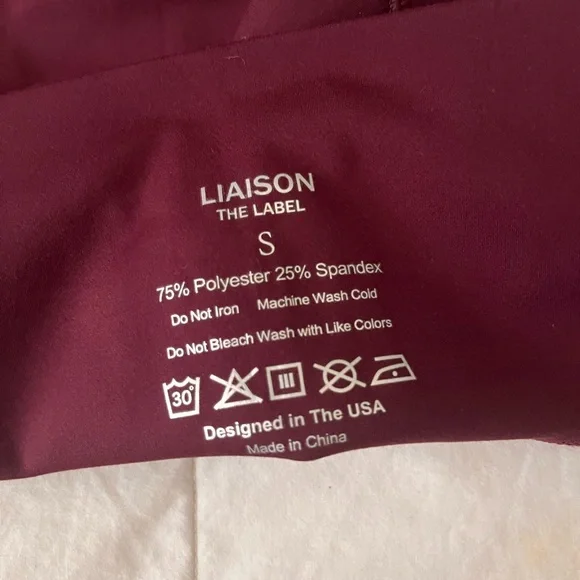 LIAISON
THE LABEL
S
75% Polyester 25% Spandex
Do Not Iron Machine Wash Cold
Do Not Bleach Wash with Like Colors
30°
Designed in The USA
Made in China